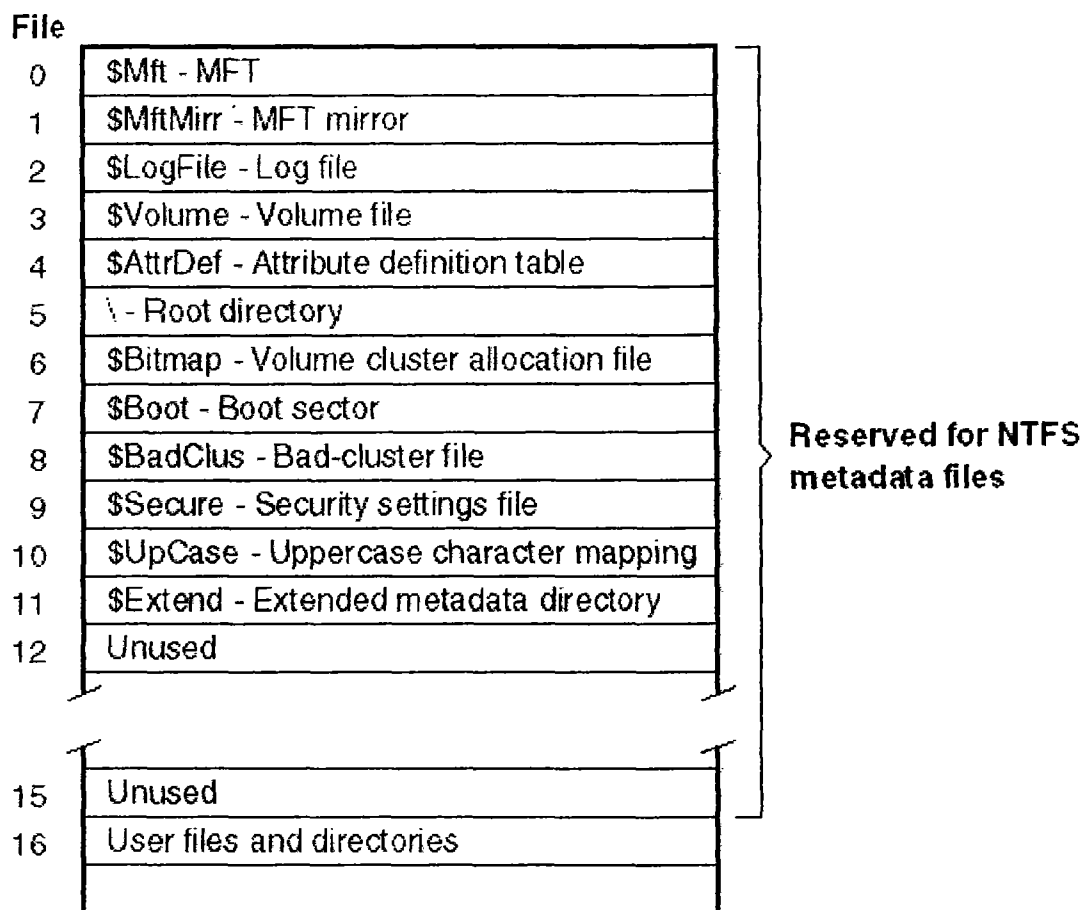 File
0 $Mft - MFT
1 $MftMirr - MFT mirror
2 $LogFile - Log file
3 $Volume - Volume file
4 $AttrDef - Attribute definition table
5 \ - Root directory
6 $Bitmap - Volume cluster allocation file
7 $Boot - Boot sector
8 $BadClus - Bad-cluster file
9 $Secure - Security settings file
10 $UpCase - Uppercase character mapping
11 $Extend - Extended metadata directory
12 Unused
15 Unused
16 User files and directories
Reserved for NTFS
metadata files